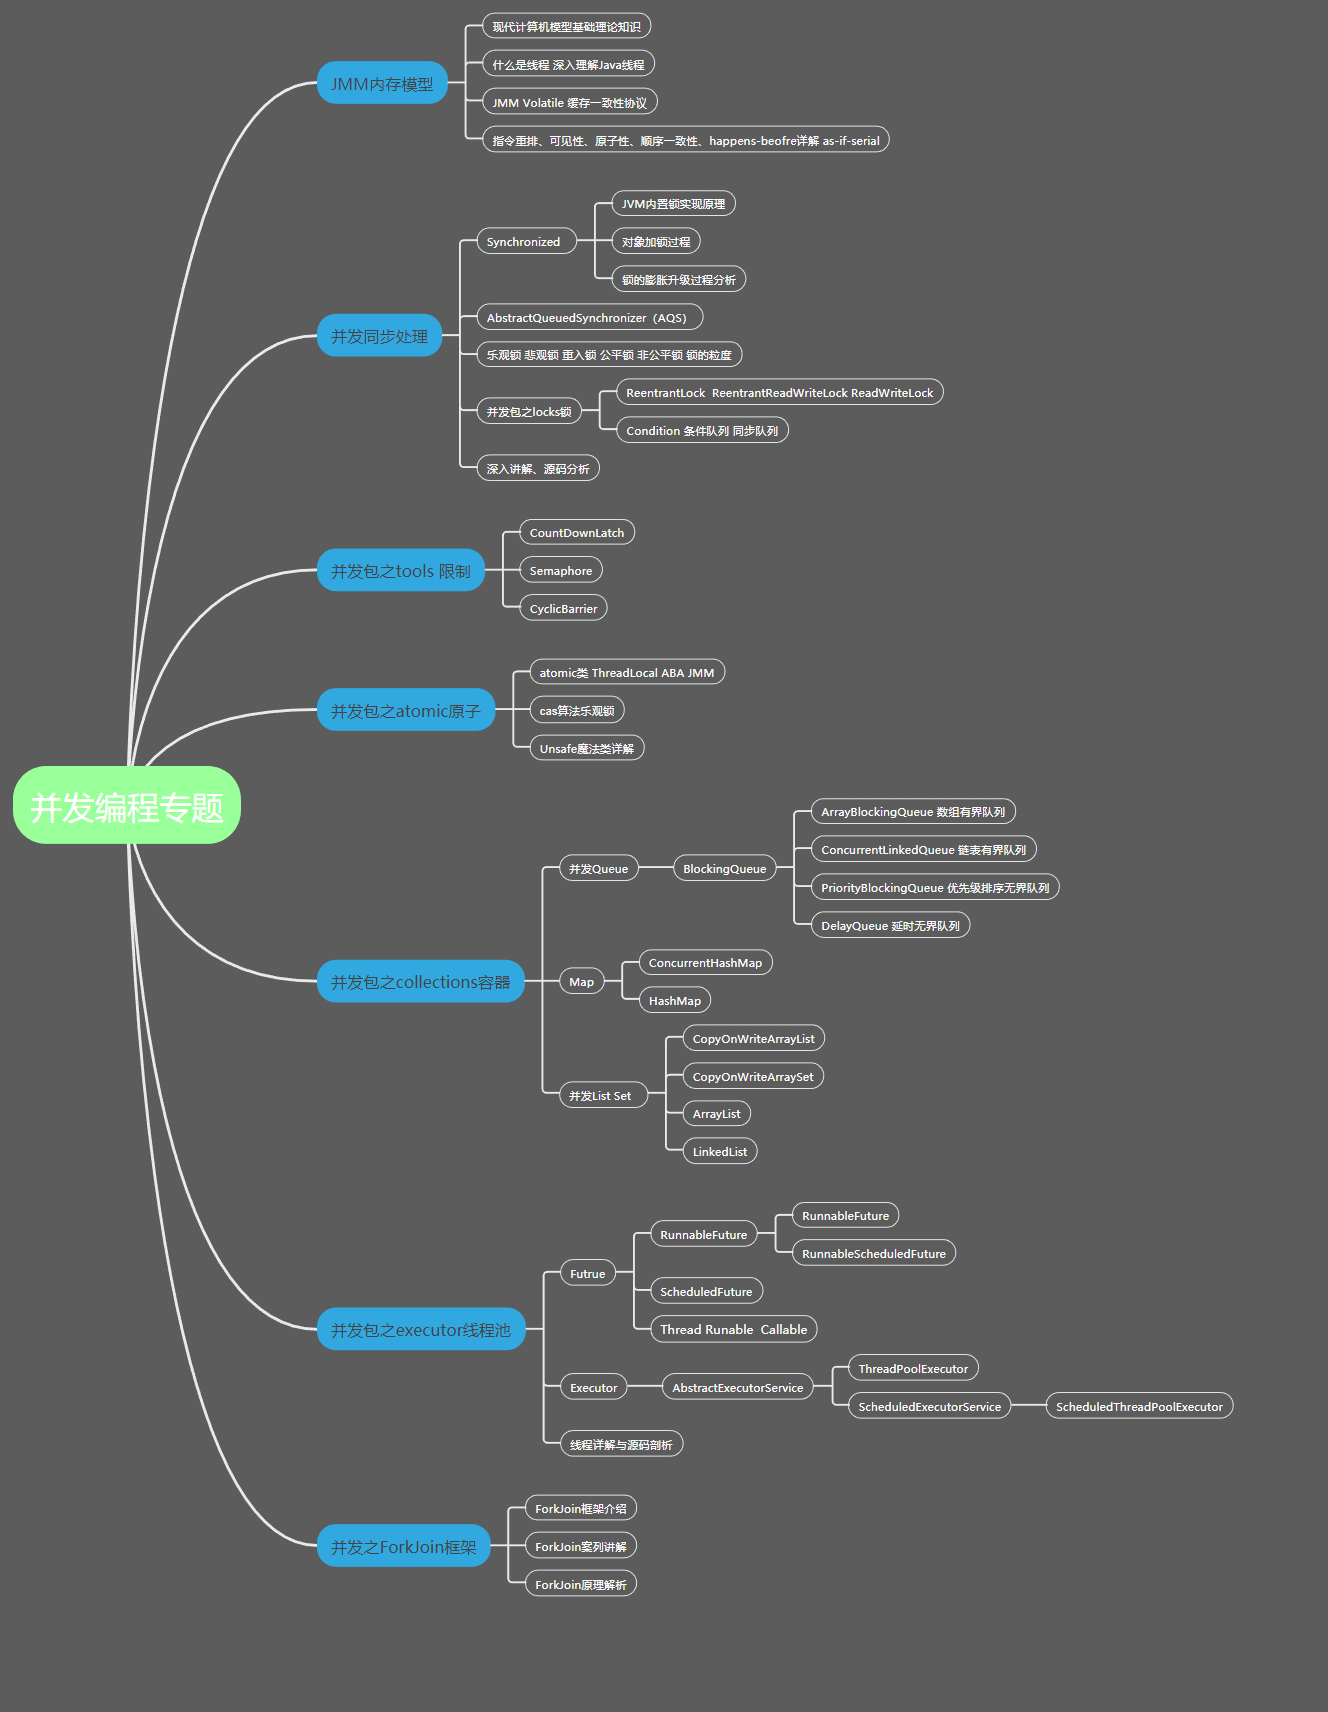 现代计算机模型基础理论知识
什么是线程 深入理解Java线程
JMM内存模型
JMM Volatile 缓存一致性协议
指令重排、可见性、原子性、顺序一致性、happens-beofre详解 as-if-serial
JVM内置锁实现原理
Synchronized
对象加锁过程
锁的膨胀升级过程分析
AbstractQueuedSynchronizer（AQS）
并发同步处理
乐观锁 悲观锁 重入锁 公平锁 非公平锁 锁的粒度
ReentrantLock  ReentrantReadWriteLock ReadWriteLock
并发包之locks锁
Condition 条件队列 同步队列
深入讲解、源码分析
CountDownLatch
并发包之tools 限制
Semaphore
CyclicBarrier
atomic类 ThreadLocal ABA JMM
并发包之atomic原子
cas算法乐观锁
Unsafe魔法类详解
并发编程专题
ArrayBlockingQueue 数组有界队列
ConcurrentLinkedQueue 链表有界队列
并发Queue
BlockingQueue
PriorityBlockingQueue 优先级排序无界队列
DelayQueue 延时无界队列
ConcurrentHashMap
并发包之collections容器
Map
HashMap
CopyOnWriteArrayList
CopyOnWriteArraySet
并发List Set
ArrayList
LinkedList
RunnableFuture
RunnableFuture
RunnableScheduledFuture
Futrue
ScheduledFuture
Thread Runable  Callable
并发包之executor线程池
ThreadPoolExecutor
Executor
AbstractExecutorService
ScheduledExecutorService
ScheduledThreadPoolExecutor
线程详解与源码剖析
ForkJoin框架介绍
并发之ForkJoin框架
ForkJoin案列讲解
ForkJoin原理解析